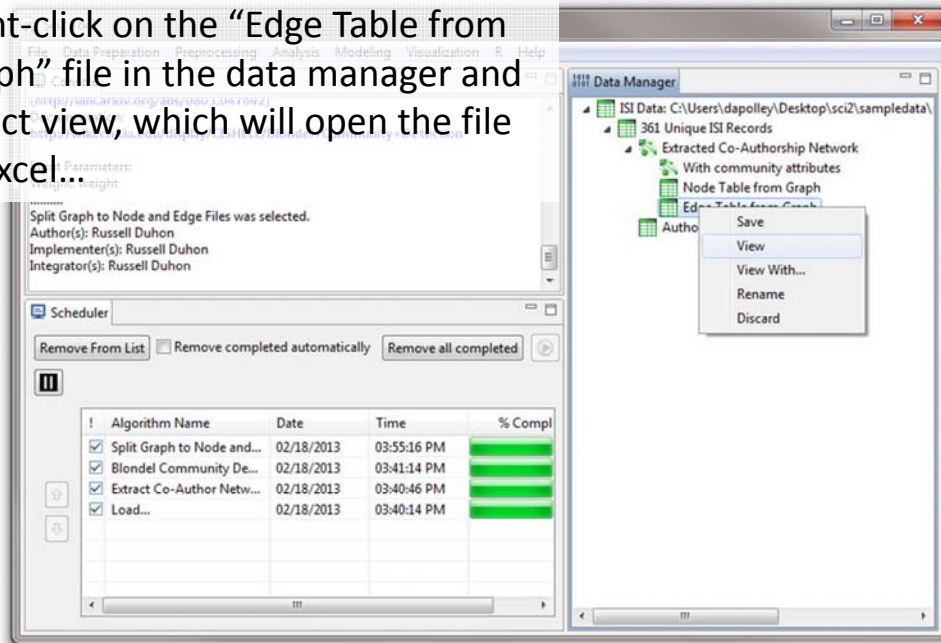 nt-click on the “Edge Table from
ph” file in the data manager and
ct view, which will open the file
xcel…
File Data Preparation Preprocessing Analysis Modeling Visualization R Help
Weight: weight
..........
Split Graph to Node and Edge Files was selected.
Author(s): Russell Duhon
Implementer(s): Russell Duhon
Integrator(s): Russell Duhon
Scheduler
Remove From List Remove completed automatically Remove all completed
! Algorithm Name Date Time % Compl
Split Graph to Node and... 02/18/2013 03:55:16 PM
Blondel Community De... 02/18/2013 03:41:14 PM
Extract Co-Author Netw... 02/18/2013 03:40:46 PM
Load... 02/18/2013 03:40:14 PM
Data Manager
ISI Data: C:\Users\dapolley\Desktop\sci2\sampledata\
361 Unique ISI Records
Extracted Co-Authorship Network
With community attributes
Node Table from Graph
Edge Table from Graph
Autho
Save
View
View With...
Rename
Discard